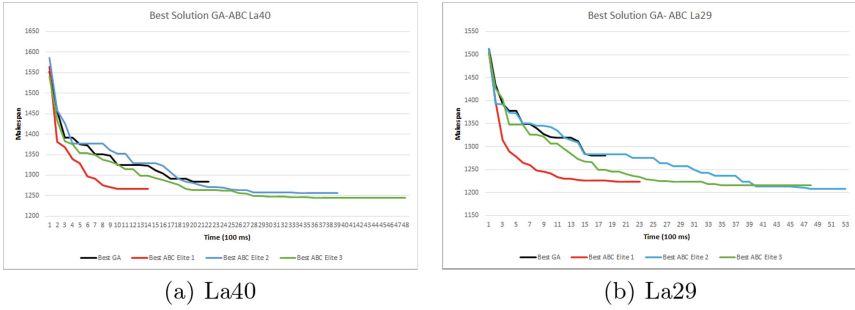 Best Solution GA-ABC La40
1650
1600
1550
1500
1450
1400
1350
1300
1250
1200
Makespan
1 2 3 4 5 6 7 8 9 10 11 12 13 14 15 16 17 18 19 20 21 22 23 24 25 26 27 28 29 30 31 32 33 34 35 36 37 38 39 40 41 42 43 44 45 46 47 48
Time (100 ms)
Best GA Best ABC Elite 1 Best ABC Elite 2 Best ABC Elite 3
(a) La40
Best Solution GA- ABC La29
1550
1500
1450
1400
1350
1300
1250
1200
1150
Makespan
1 3 5 7 9 11 13 15 17 19 21 23 25 27 29 31 33 35 37 39 41 43 45 47 49 51 53
Time (100 ms)
Best GA Best ABC Elite 1 Best ABC Elite 2 Best ABC Elite 3
(b) La29